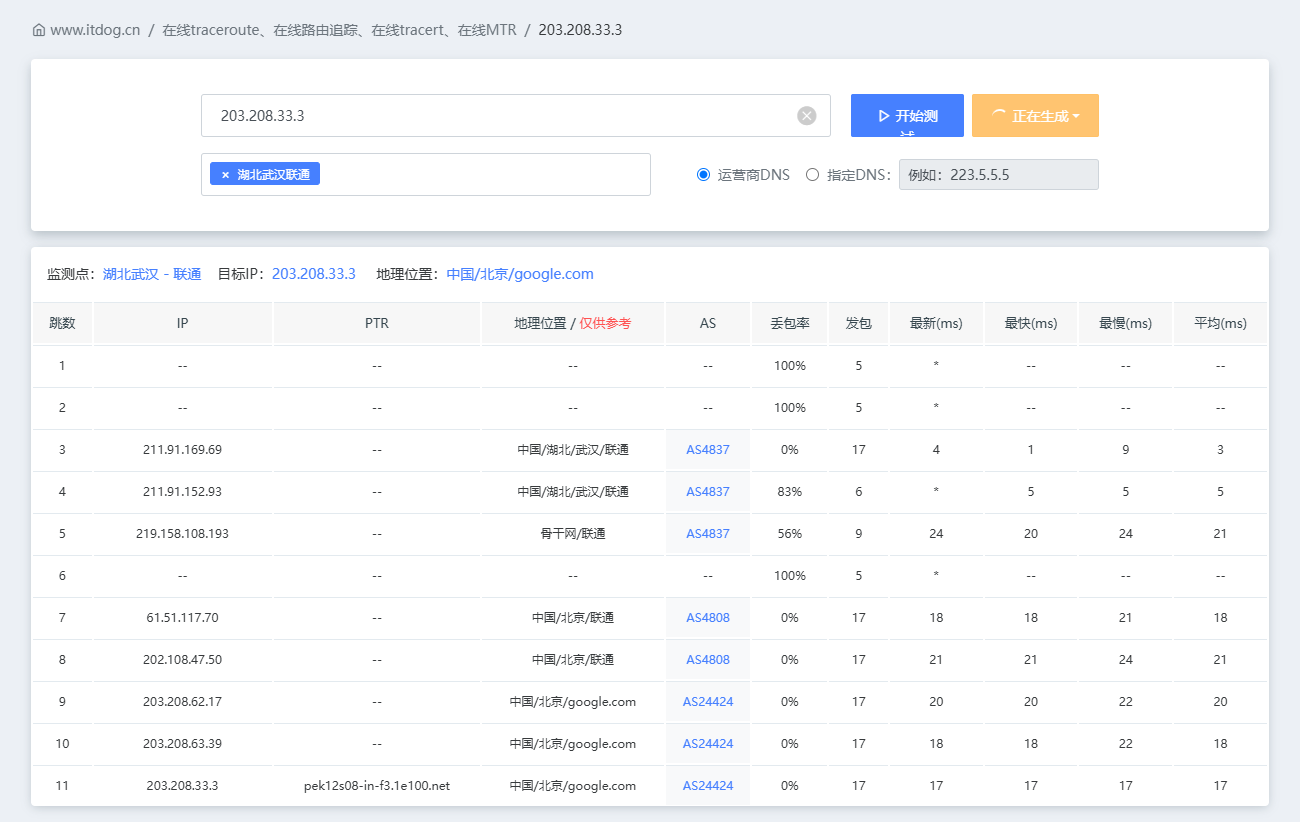 www.itdog.cn / 在线traceroute、在线路由追踪、在线tracert、在线MTR / 203.208.33.3
203.208.33.3 开始测试 正在生成
× 湖北武汉联通 运营商DNS 指定DNS： 例如：223.5.5.5
监测点：湖北武汉 - 联通 目标IP：203.208.33.3 地理位置：中国/北京/google.com
跳数 IP PTR 地理位置 / 仅供参考 AS 丢包率 发包 最新(ms) 最快(ms) 最慢(ms) 平均(ms)
1 -- -- -- -- 100% 5 * -- -- --
2 -- -- -- -- 100% 5 * -- -- --
3 211.91.169.69 -- 中国/湖北/武汉/联通 AS4837 0% 17 4 1 9 3
4 211.91.152.93 -- 中国/湖北/武汉/联通 AS4837 83% 6 * 5 5 5
5 219.158.108.193 -- 骨干网/联通 AS4837 56% 9 24 20 24 21
6 -- -- -- -- 100% 5 * -- -- --
7 61.51.117.70 -- 中国/北京/联通 AS4808 0% 17 18 18 21 18
8 202.108.47.50 -- 中国/北京/联通 AS4808 0% 17 21 21 24 21
9 203.208.62.17 -- 中国/北京/google.com AS24424 0% 17 20 20 22 20
10 203.208.63.39 -- 中国/北京/google.com AS24424 0% 17 18 18 22 18
11 203.208.33.3 pek12s08-in-f3.1e100.net 中国/北京/google.com AS24424 0% 17 17 17 17 17